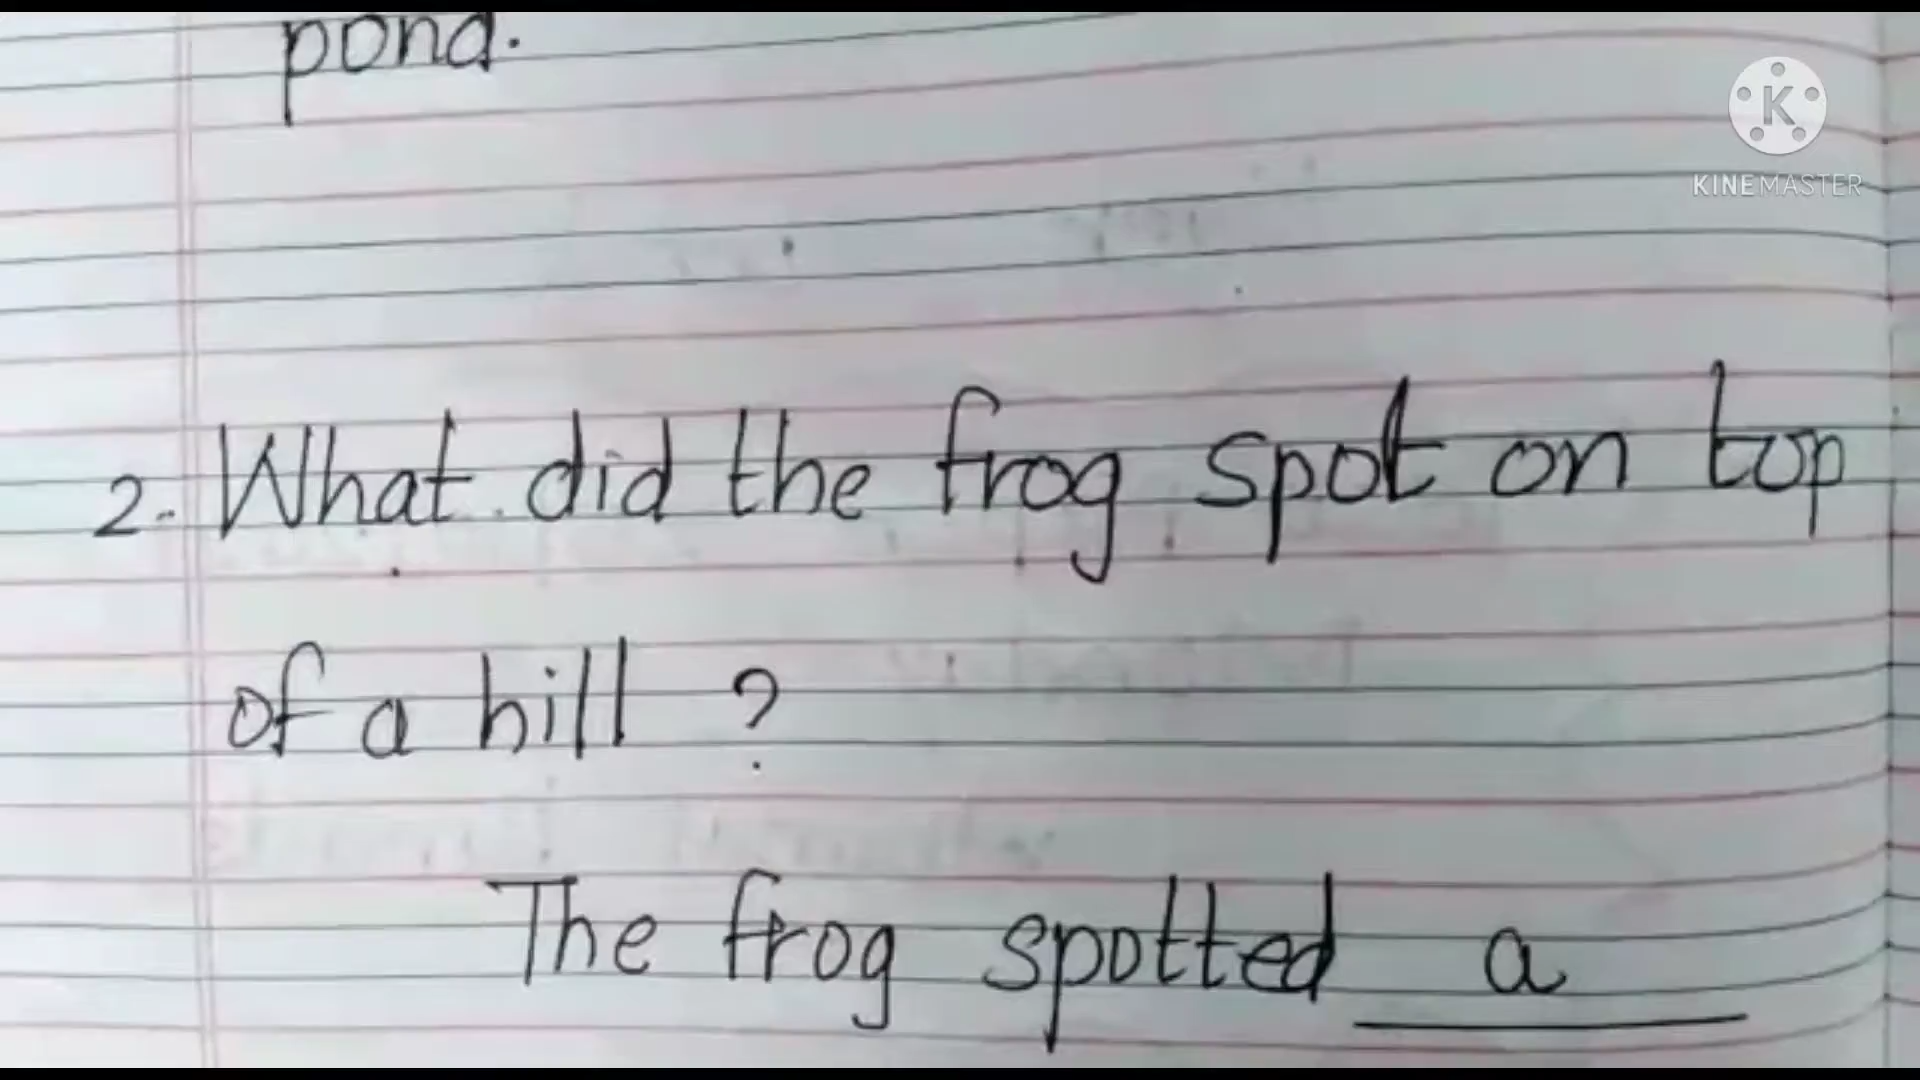 pond.
KINEMASTER
2. What did the frog spot on top
of a hill ?
The frog spotted a